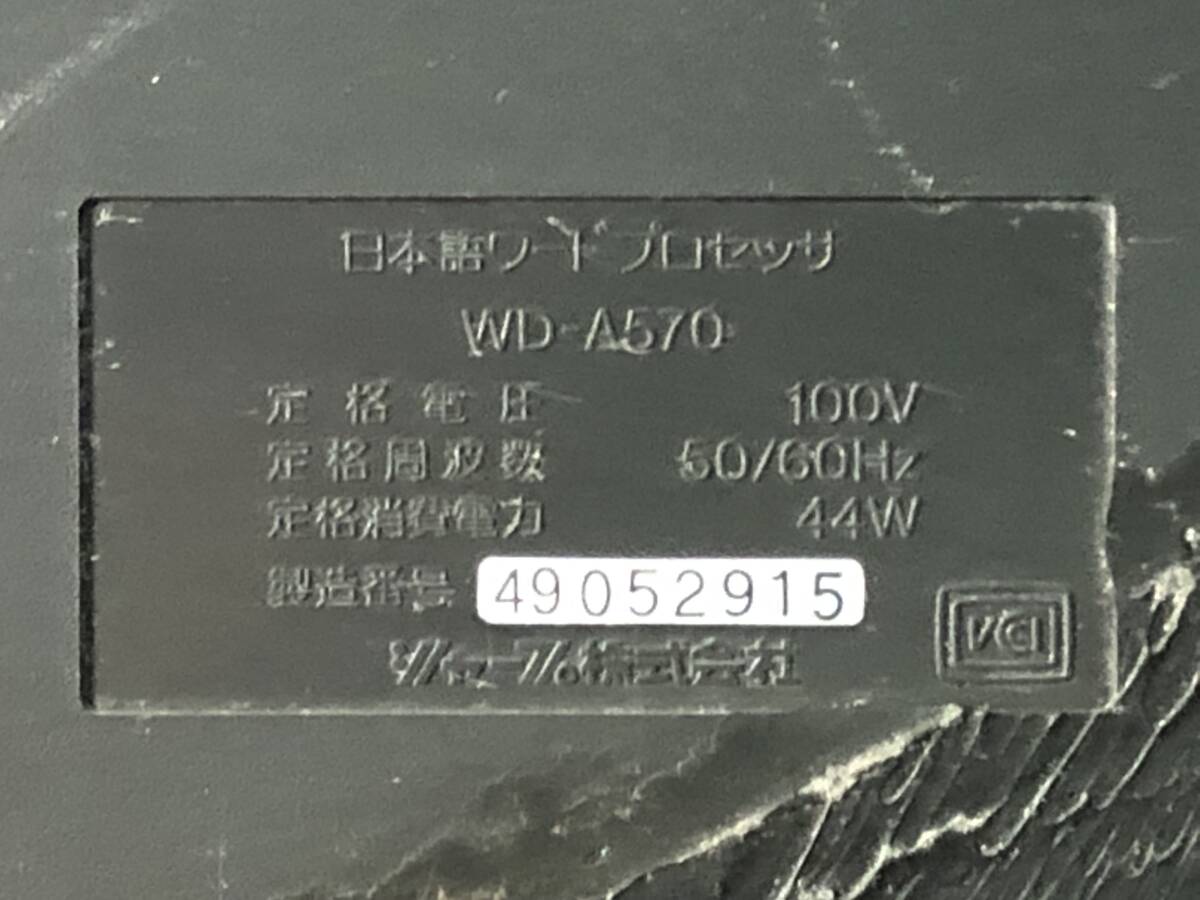 日本語ワードプロセッサ
WD-A570
定格電圧 100V
定格周波数 50/60Hz
定格消費電力 44W
製造番号 49052915
シャープ株式会社
VCI